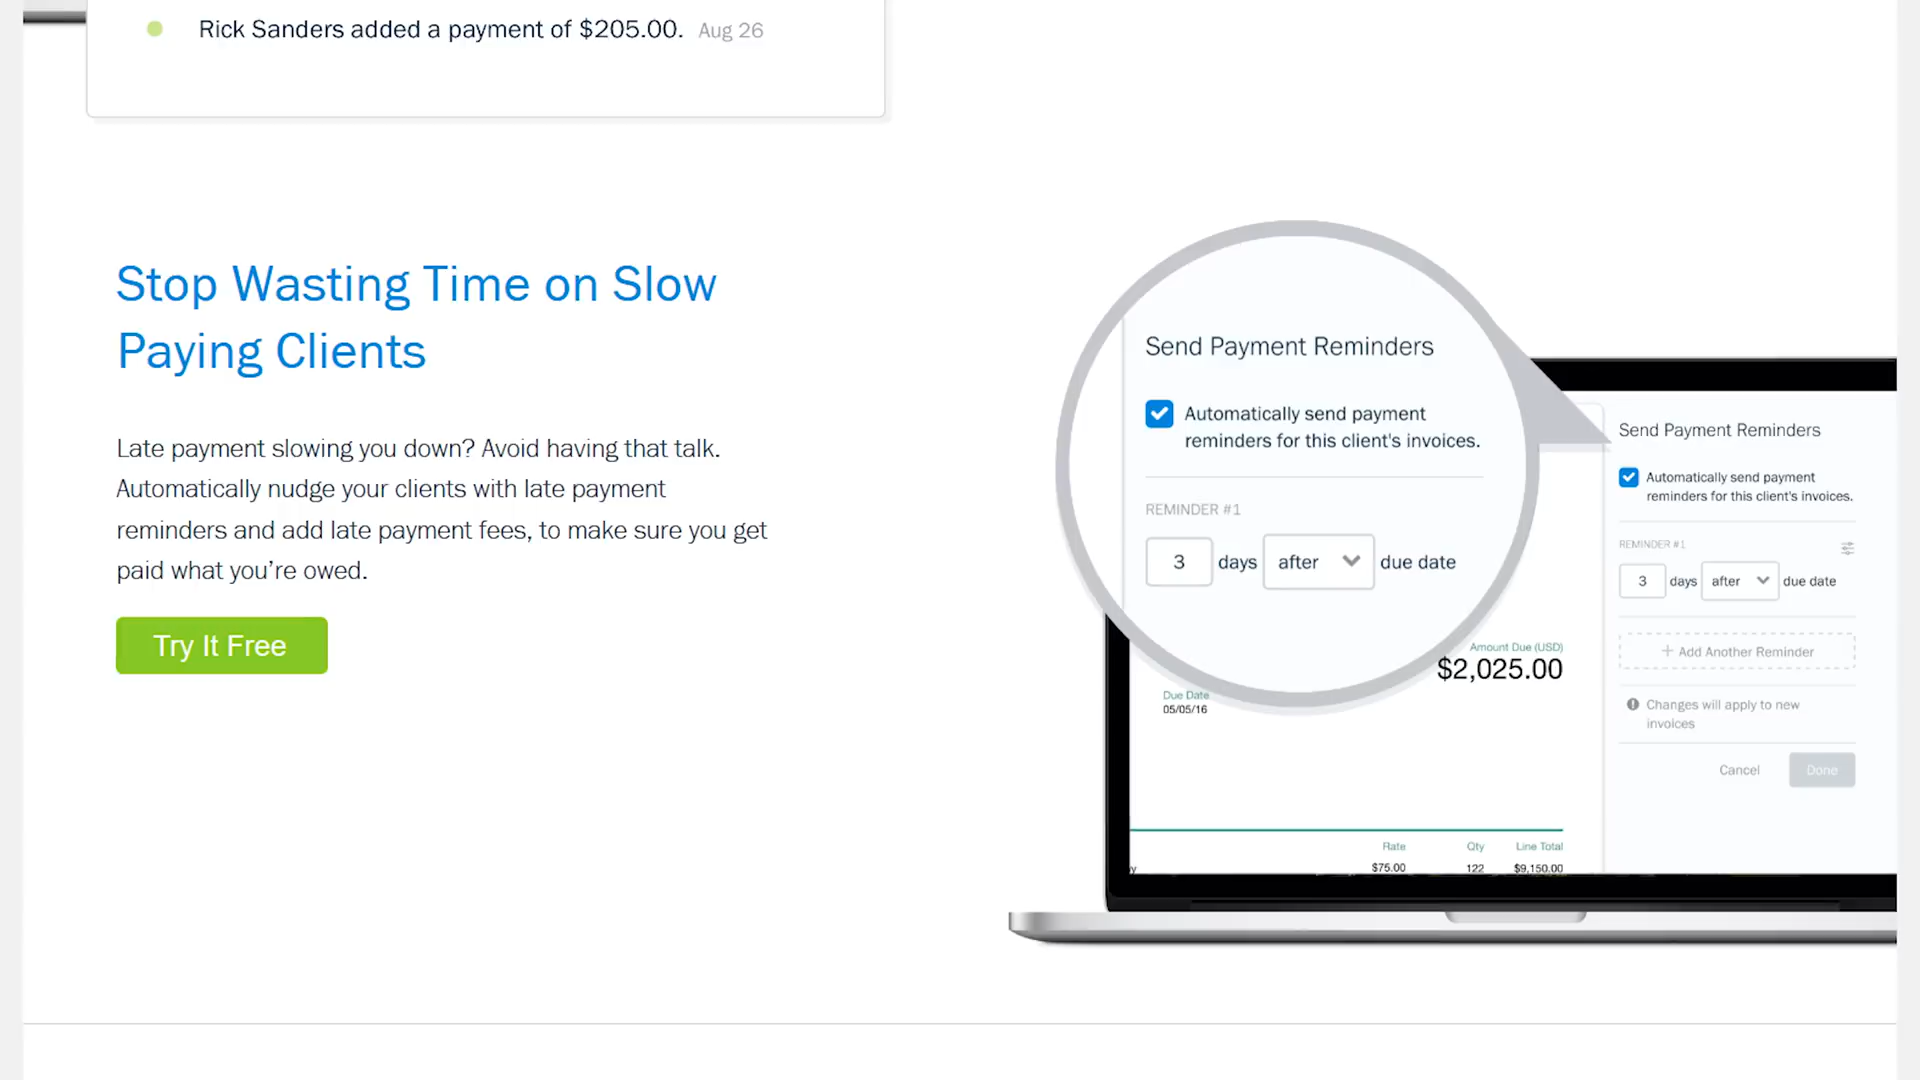 Rick Sanders added a payment of $205.00. Aug 26
Stop Wasting Time on Slow
Paying Clients
Late payment slowing you down? Avoid having that talk.
Automatically nudge your clients with late payment
reminders and add late payment fees, to make sure you get
paid what you’re owed.
Try It Free
Send Payment Reminders
Automatically send payment
reminders for this client's invoices.
REMINDER #1
3 days after due date
Amount Due (USD)
$2,025.00
Due Date
05/05/16
Rate Qty Line Total
$75.00 122 $9,150.00
Send Payment Reminders
Automatically send payment
reminders for this client's invoices.
REMINDER #1
3 days after due date
+ Add Another Reminder
Changes will apply to new
invoices
Cancel Done